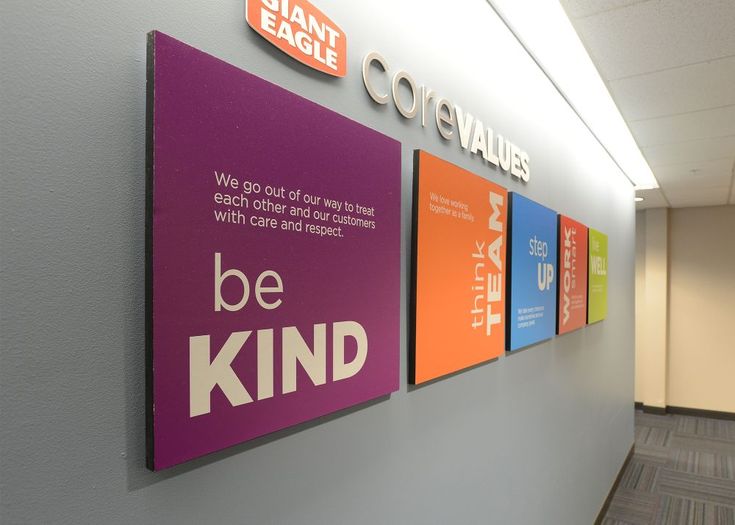 GIANT
EAGLE
coreVALUES
We go out of our way to treat
each other and our customers
with care and respect.
be
KIND
We love working
together as a family.
think
TEAM
step
UP
WORK
smart
live
WELL